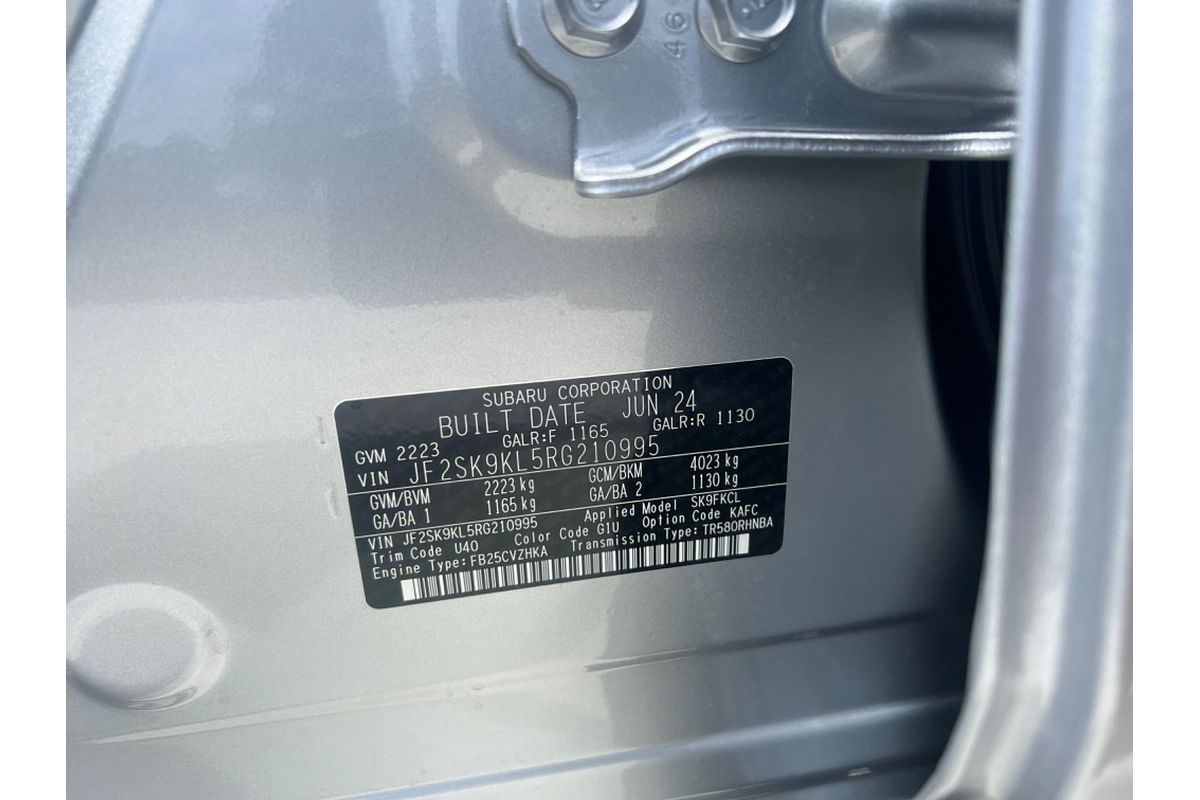 46
SUBARU CORPORATION
BUILT DATE JUN 24
GVM 2223 GALR:F 1165 GALR:R 1130
VIN JF2SK9KL5RG210995
GVM/BVM 2223 kg GCM/BKM 4023 kg
GA/BA 1 1165 kg GA/BA 2 1130 kg
VIN JF2SK9KL5RG210995 Applied Model SK9FKCL
Trim Code U40 Color Code G1U Option Code KAFC
Engine Type:FB25CVZHKA Transmission Type:TR580RHNBA